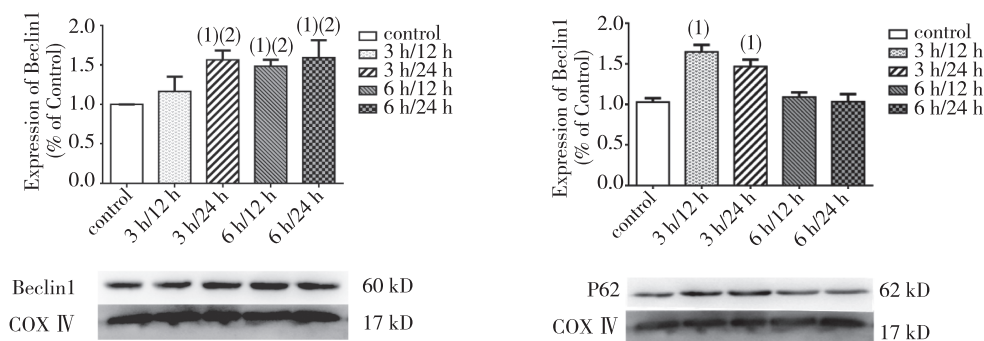 Expression of Beclin1
(% of Control)
2.0
1.5
1.0
0.5
0.0
(1)(2)
(1)(2)
(1)(2)
control
3 h/12 h
3 h/24 h
6 h/12 h
6 h/24 h
control
3 h/12 h
3 h/24 h
6 h/12 h
6 h/24 h
Beclin1
60 kD
COX Ⅳ
17 kD
Expression of Beclin1
(% of Control)
2.0
1.5
1.0
0.5
0.0
(1)
(1)
control
3 h/12 h
3 h/24 h
6 h/12 h
6 h/24 h
control
3 h/12 h
3 h/24 h
6 h/12 h
6 h/24 h
P62
62 kD
COX Ⅳ
17 kD